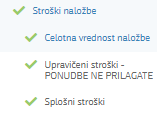 Stroški naložbe
Celotna vrednost naložbe
Upravičeni stroški -
PONUDBE NE PRILAGATE
Splošni stroški